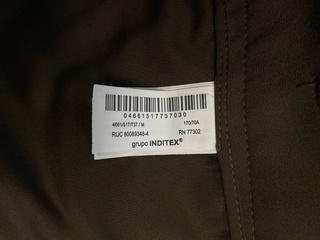 04661517737030
4661/517/737 / M 170/70A
RUC 80089348-4 RN 77302
grupo INDITEX®